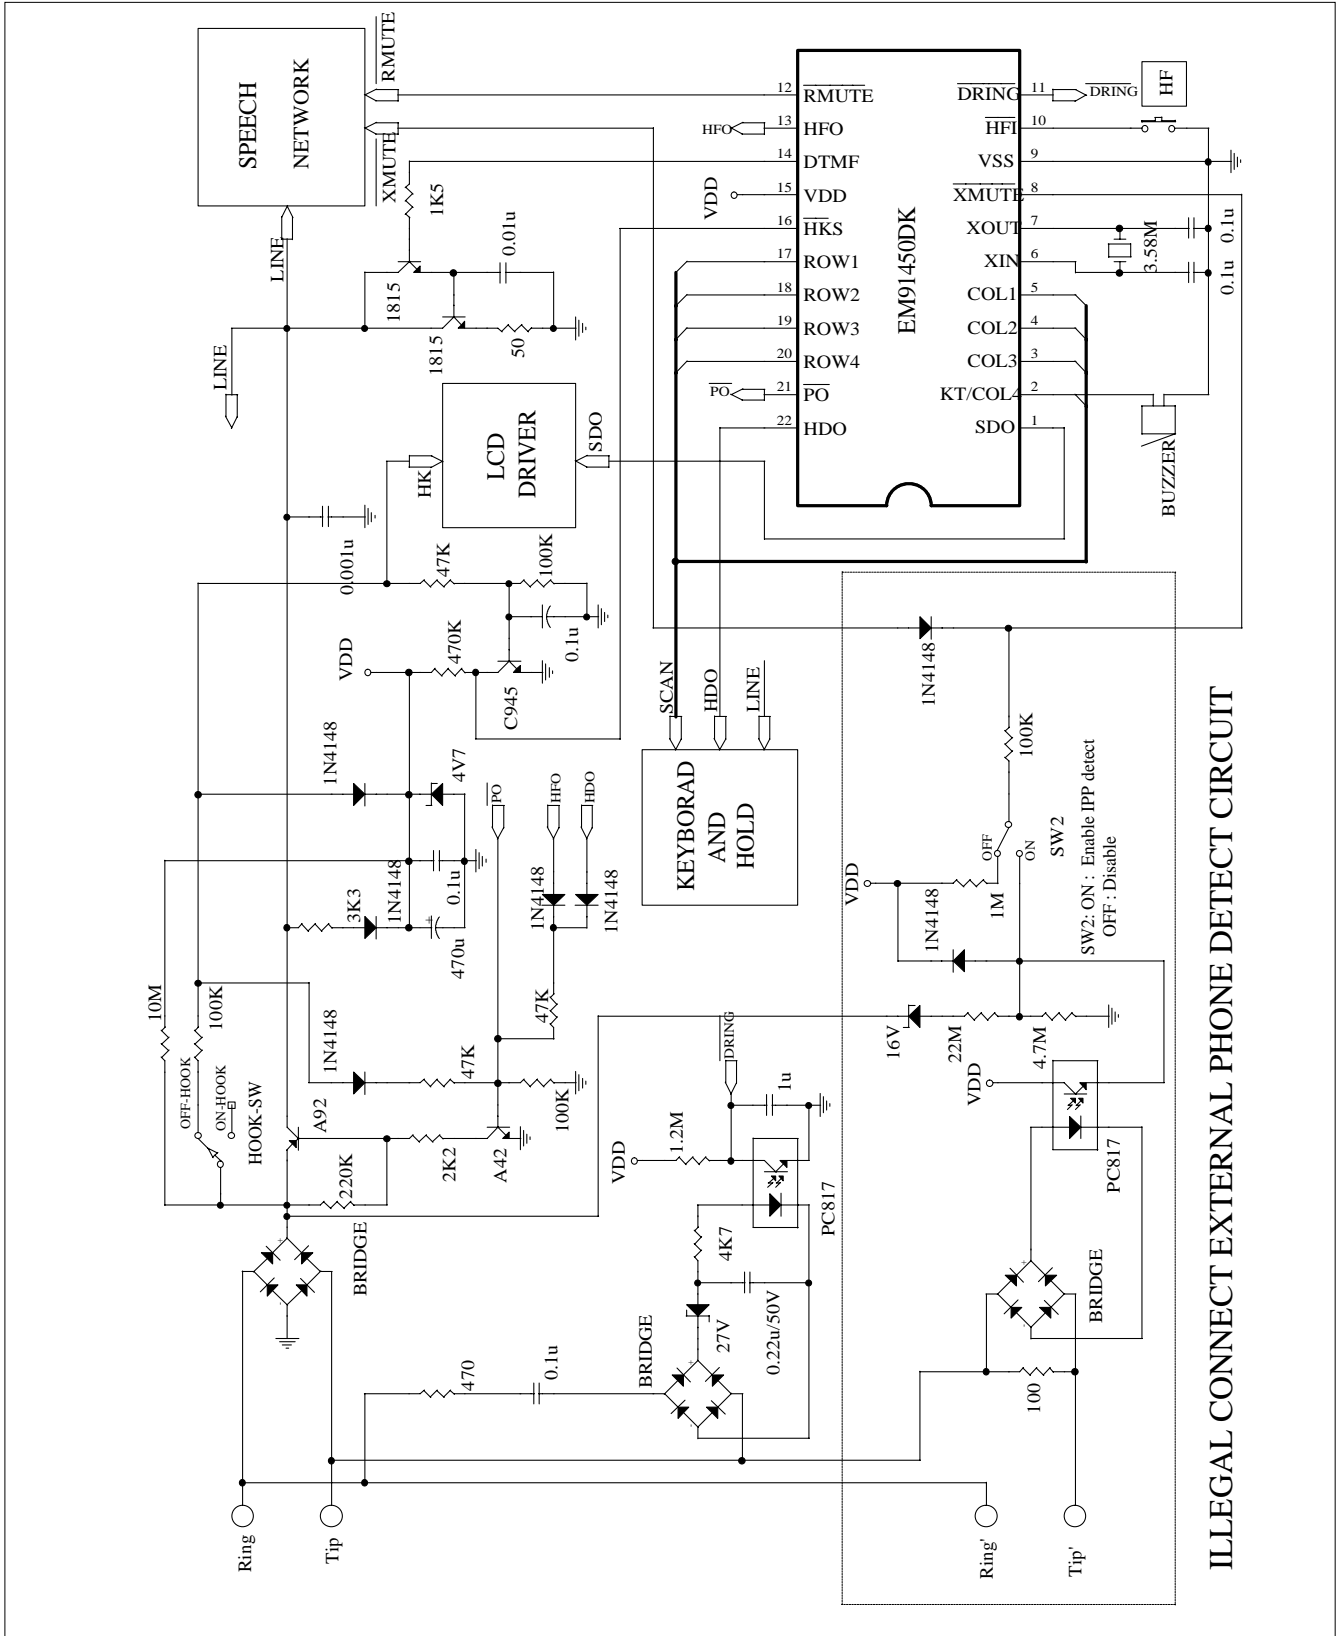 SPEECH
NETWORK
RMUTE
XMUTE
LINE
LINE
1K5
1815
1815
0.01u
50
12
13
14
15
16
17
18
19
20
21
22
RMUTE
HFO
DTMF
VDD
HKS
ROW1
ROW2
ROW3
ROW4
PO
HDO
HFO
VDD
PO
EM91450DK
DRING
HFI
VSS
XMUTE
XOUT
XIN
COL1
COL2
COL3
KT/COL4
SDO
11
10
9
8
7
6
5
4
3
2
1
DRING
HF
3.58M
0.1u
0.1u
BUZZER
LCD
DRIVER
HK
SDO
0.001u
47K
100K
0.1u
VDD
470K
C945
1N4148
4V7
3K3
1N4148
0.1u
470u
PO
HFO
HDO
1N4148
1N4148
47K
SCAN
HDO
LINE
KEYBORAD
AND
HOLD
10M
100K
OFF-HOOK
ON-HOOK
HOOK-SW
1N4148
47K
A92
220K
2K2
A42
100K
BRIDGE
DRING
1.2M
1u
VDD
PC817
4K7
27V
0.22u/50V
BRIDGE
470
0.1u
Ring
Tip
1N4148
100K
OFF
ON
SW2
SW2: ON : Enable IPP detect
OFF : Disable
VDD
1M
1N4148
16V
22M
4.7M
VDD
PC817
BRIDGE
100
Ring'
Tip'
ILLEGAL CONNECT EXTERNAL PHONE DETECT CIRCUIT